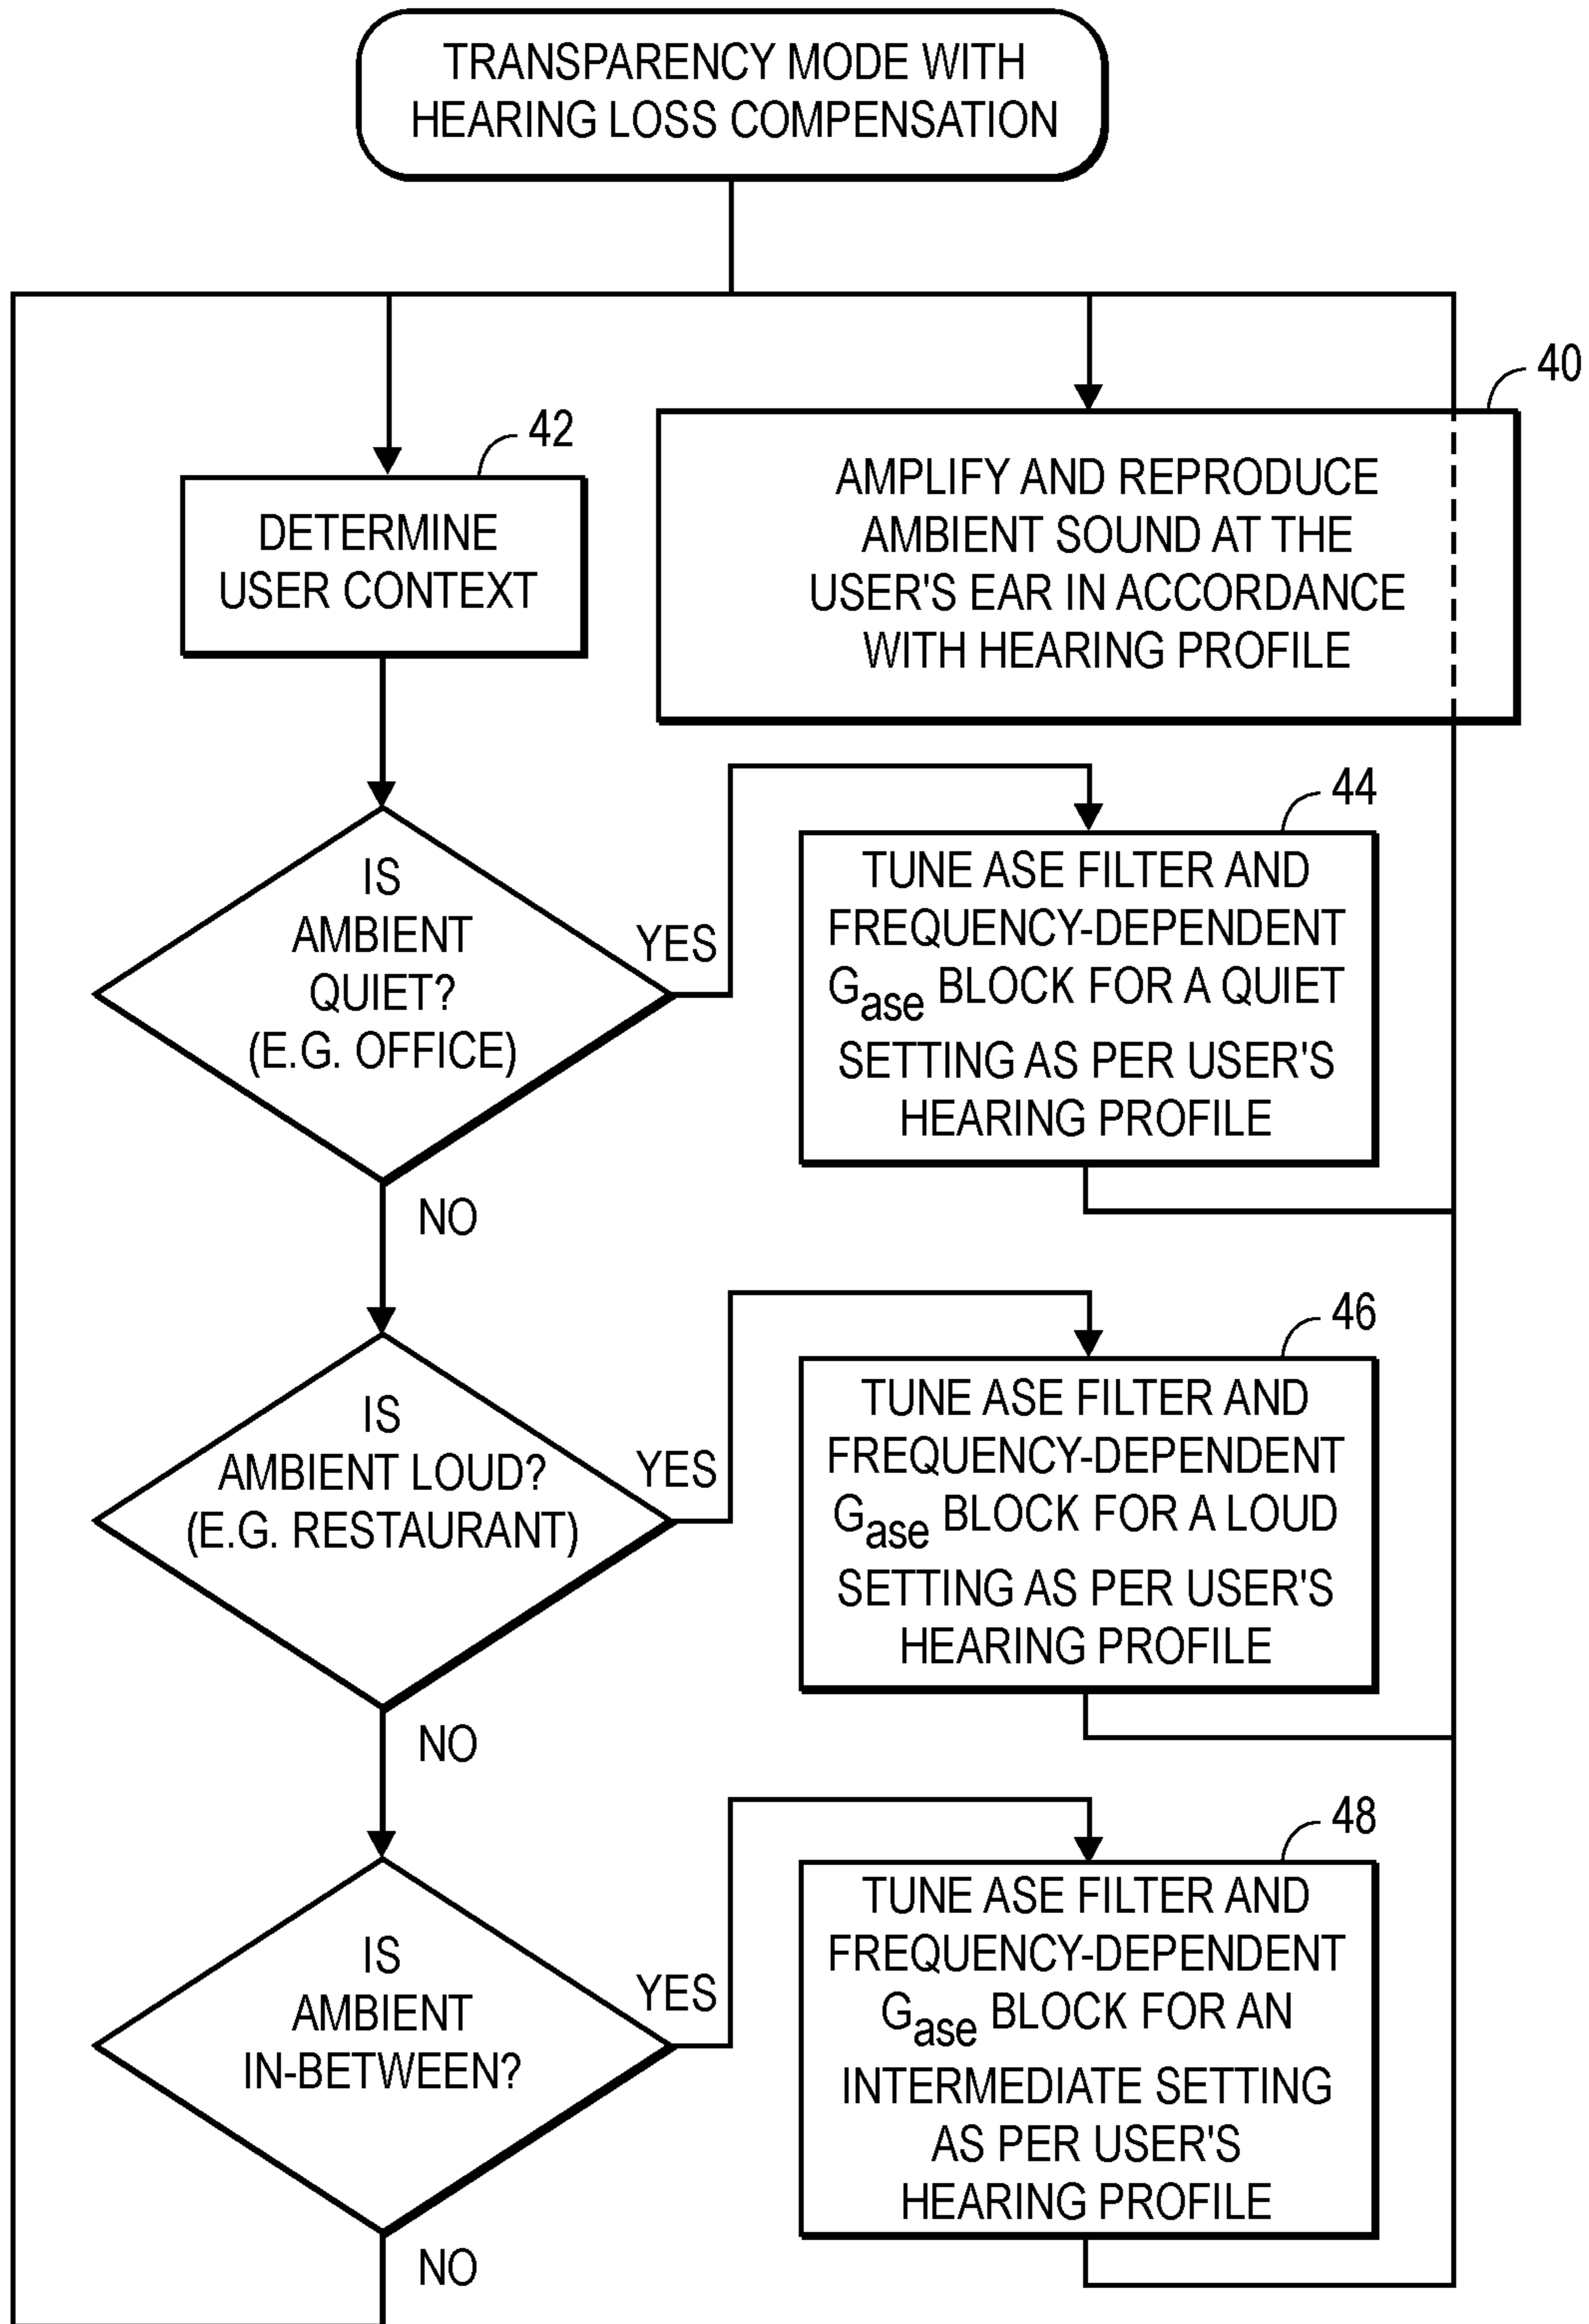 TRANSPARENCY MODE WITH
HEARING LOSS COMPENSATION
40
AMPLIFY AND REPRODUCE
AMBIENT SOUND AT THE
USER'S EAR IN ACCORDANCE
WITH HEARING PROFILE
42
DETERMINE
USER CONTEXT
IS
AMBIENT
QUIET?
(E.G. OFFICE)
YES
NO
44
TUNE ASE FILTER AND
FREQUENCY-DEPENDENT
Gase BLOCK FOR A QUIET
SETTING AS PER USER'S
HEARING PROFILE
IS
AMBIENT LOUD?
(E.G. RESTAURANT)
YES
NO
46
TUNE ASE FILTER AND
FREQUENCY-DEPENDENT
Gase BLOCK FOR A LOUD
SETTING AS PER USER'S
HEARING PROFILE
IS
AMBIENT
IN-BETWEEN?
YES
NO
48
TUNE ASE FILTER AND
FREQUENCY-DEPENDENT
Gase BLOCK FOR AN
INTERMEDIATE SETTING
AS PER USER'S
HEARING PROFILE